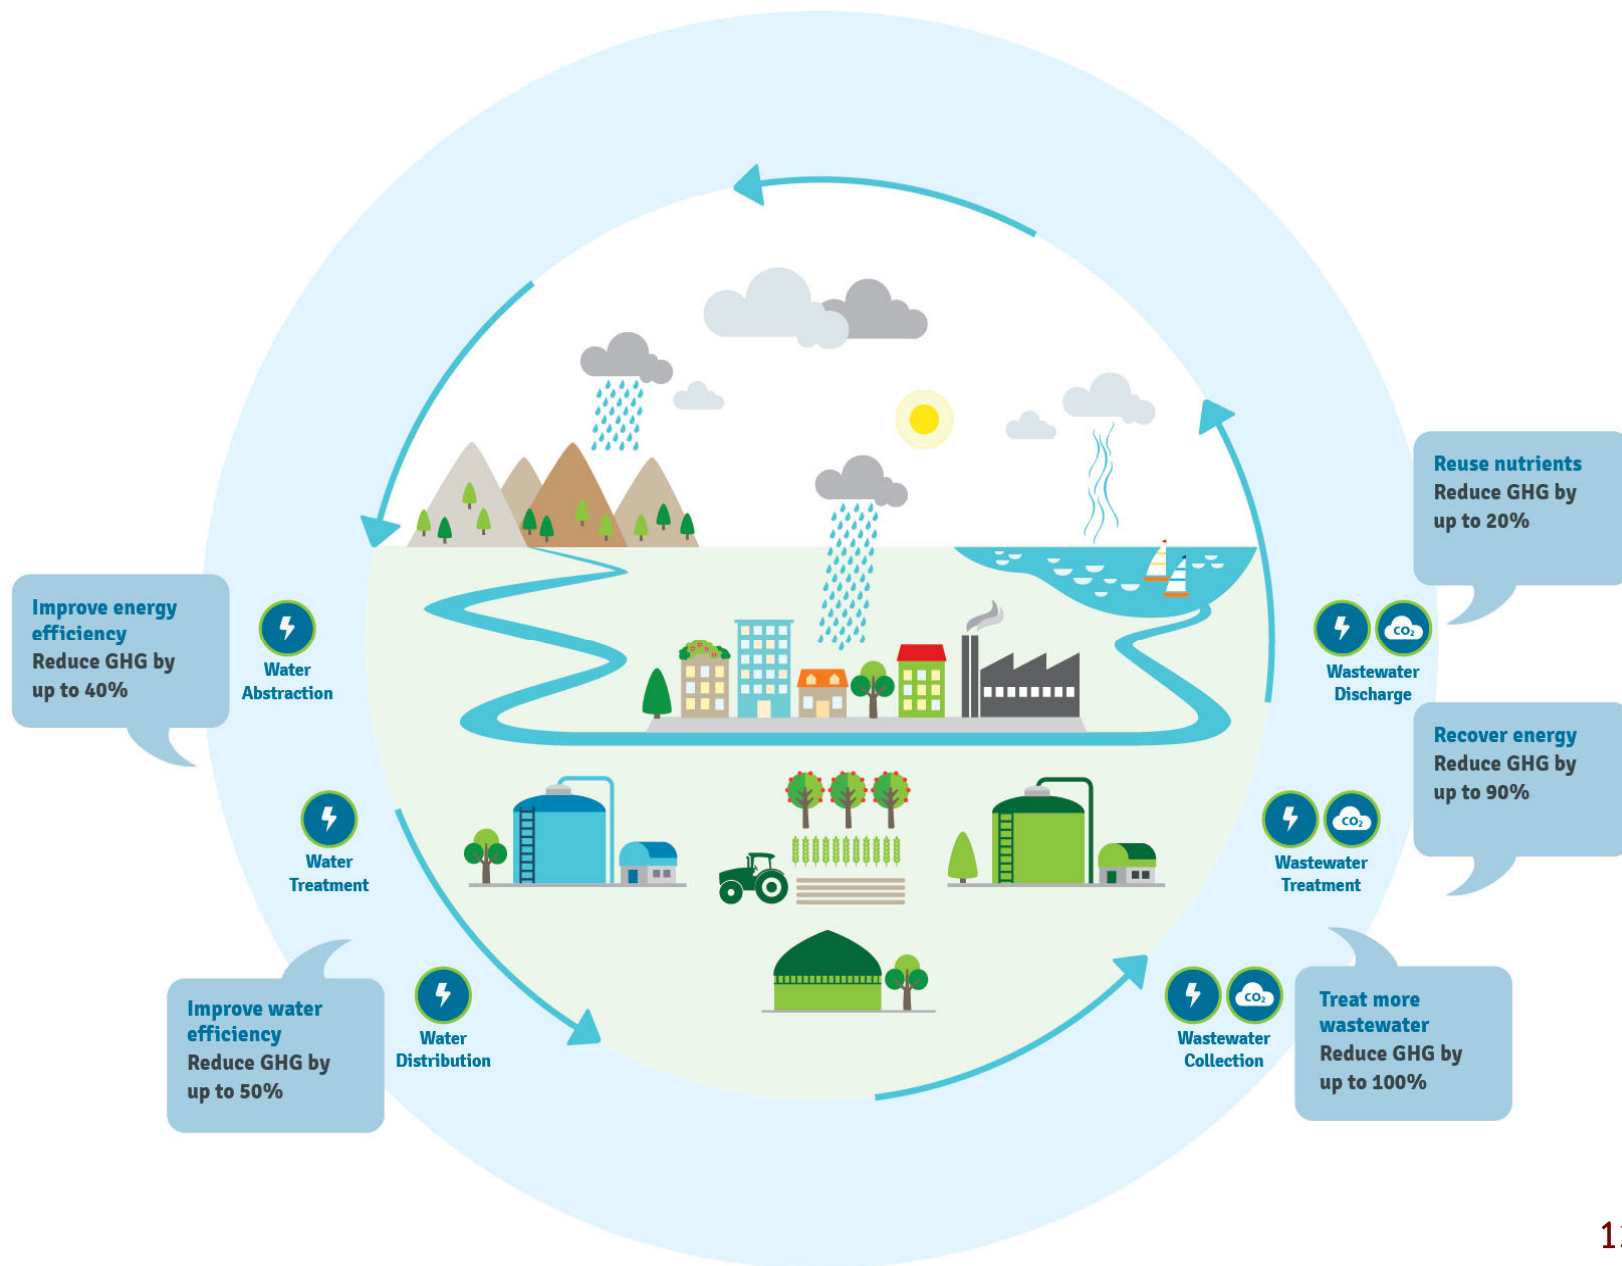 Reuse nutrients
Reduce GHG by
up to 20%
Improve energy
efficiency
Reduce GHG by
up to 40%
Water
Abstraction
CO₂
Wastewater
Discharge
Recover energy
Reduce GHG by
up to 90%
Water
Treatment
CO₂
Wastewater
Treatment
Improve water
efficiency
Reduce GHG by
up to 50%
Water
Distribution
CO₂
Wastewater
Collection
Treat more
wastewater
Reduce GHG by
up to 100%